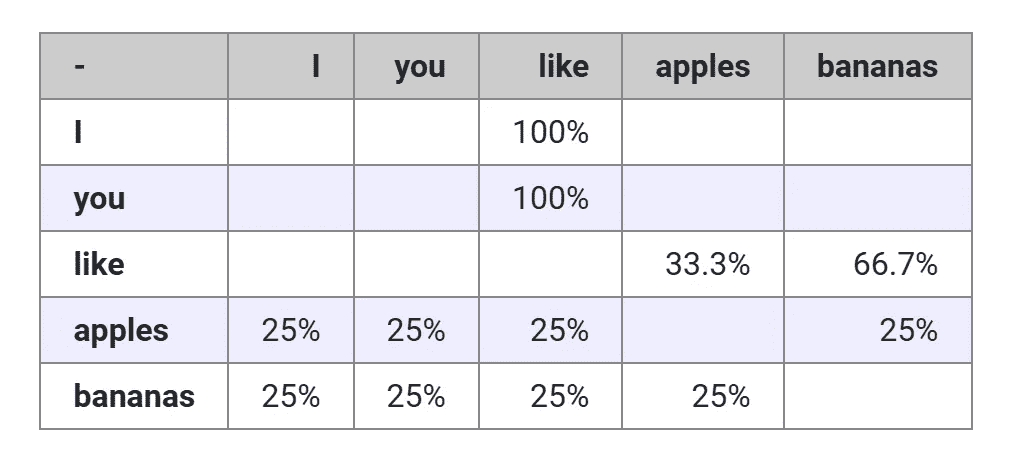 - I you like apples bananas
I 100%
you 100%
like 33.3% 66.7%
apples 25% 25% 25% 25%
bananas 25% 25% 25% 25%